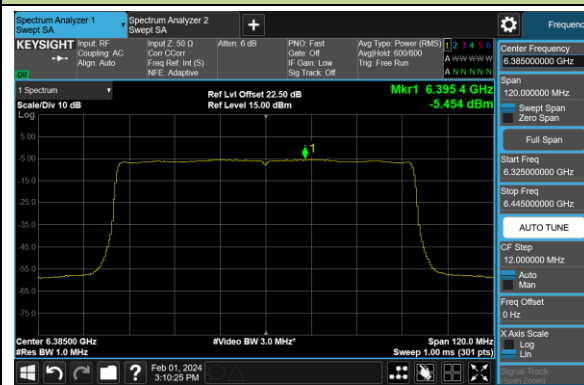 Spectrum Analyzer 1
Swept SA
Spectrum Analyzer 2
Swept SA
+
Frequenc
KEYSIGHT
Input: RF
Coupling: AC
Align: Auto
Input Z: 50 Ω
Corr CCorr
Freq Ref: Int (S)
NFE: Adaptive
Atten: 6 dB
PNO: Fast
Gate: Off
IF Gain: Low
Sig Track: Off
Avg Type: Power (RMS)
Avg|Hold: 600/600
Trig: Free Run
1 2 3 4 5 6
A W W W W W
A N N N N N
1 Spectrum
Scale/Div 10 dB
Log
Ref Lvl Offset 22.50 dB
Ref Level 15.00 dBm
Mkr1 6.395 4 GHz
-5.454 dBm
1
5.00
-5.00
-15.0
-25.0
-35.0
-45.0
-55.0
-65.0
-75.0
Center 6.38500 GHz
#Res BW 1.0 MHz
#Video BW 3.0 MHz*
Span 120.0 MHz
Sweep 1.00 ms (301 pts)
Center Frequency
6.385000000 GHz
Span
120.000000 MHz
Swept Span
Zero Span
Full Span
Start Freq
6.325000000 GHz
Stop Freq
6.445000000 GHz
AUTO TUNE
CF Step
12.000000 MHz
Auto
Man
Freq Offset
0 Hz
X Axis Scale
Log
Lin
Signal Track
(Span Zoom)
?
Feb 01, 2024
3:10:25 PM